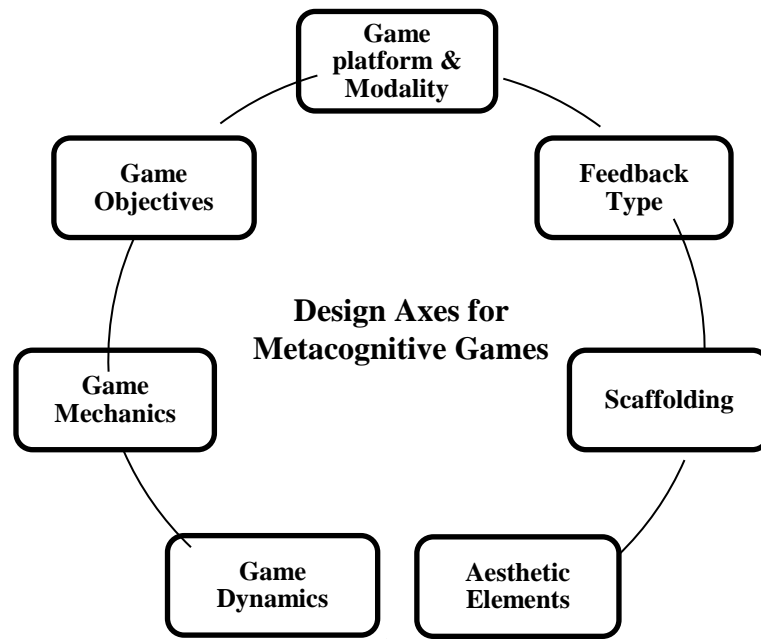 Game
platform &
Modality
Game
Objectives
Feedback
Type
Design Axes for
Metacognitive Games
Game
Mechanics
Scaffolding
Game
Dynamics
Aesthetic
Elements